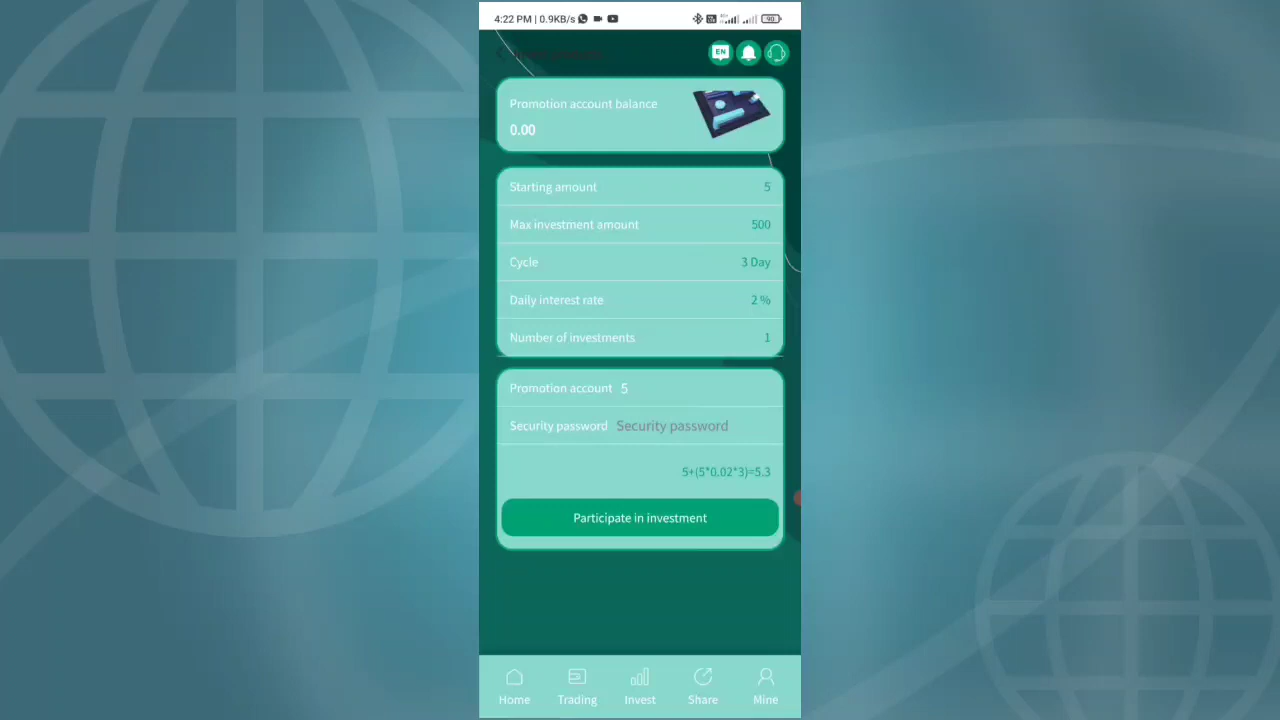 4:22 PM | 0.9KB/s
90
EN
Promotion account balance
0.00
Starting amount 5
Max investment amount 500
Cycle 3 Day
Daily interest rate 2 %
Number of investments 1
Promotion account 5
Security password Security password
5+(5*0.02*3)=5.3
Participate in investment
Home Trading Invest Share Mine